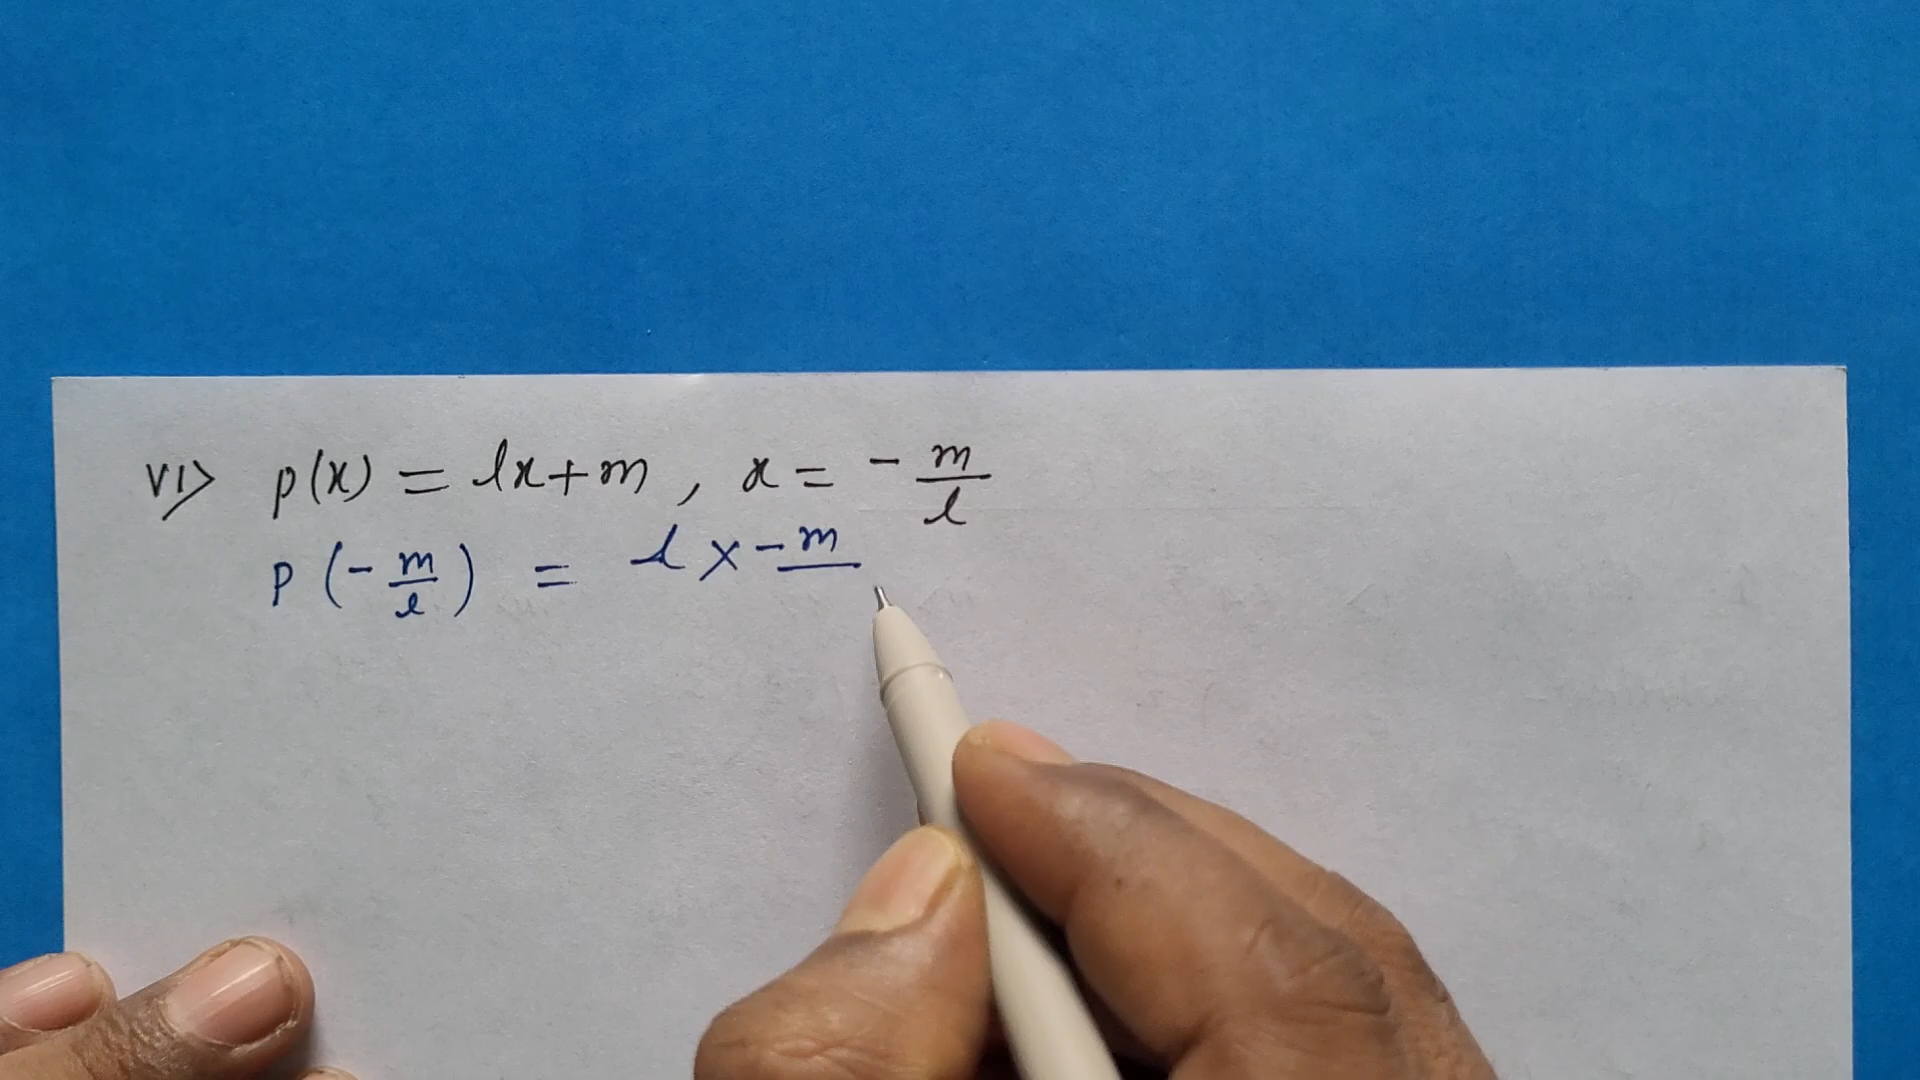 VI> p(x) = lx+m, x = - m/l
p(- m/l) = l x - m/